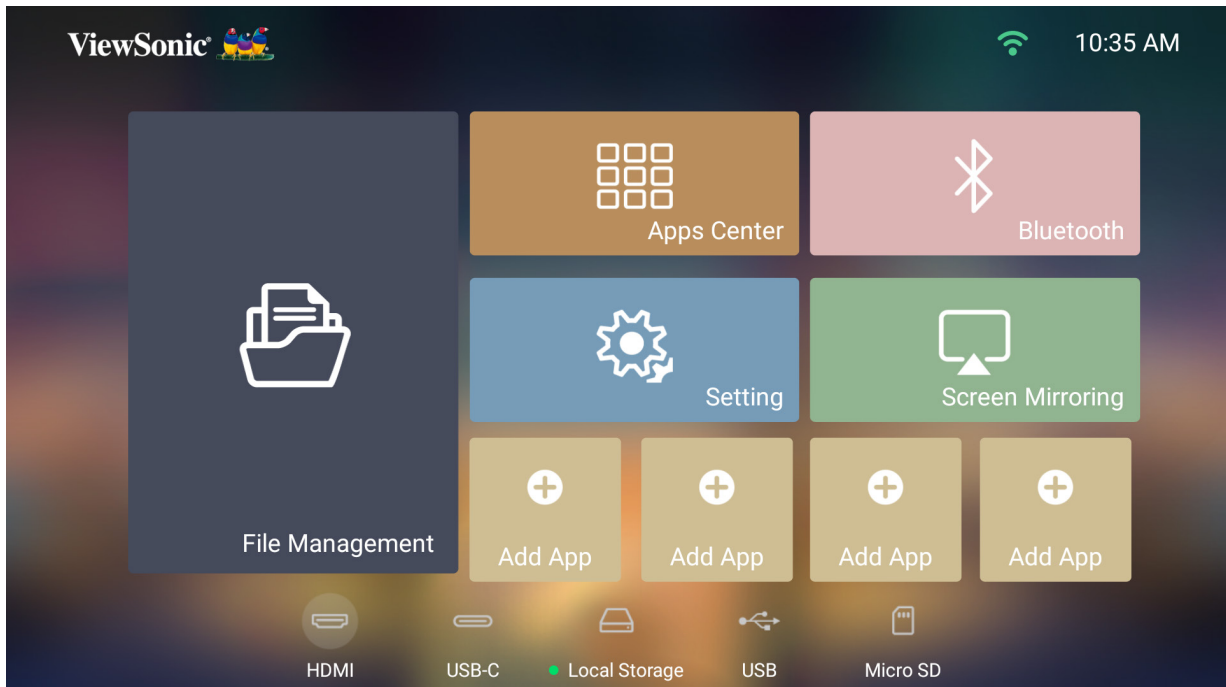 ViewSonic®
10:35 AM
Apps Center
Bluetooth
Setting
Screen Mirroring
File Management
Add App
Add App
Add App
Add App
HDMI
USB-C
Local Storage
USB
Micro SD